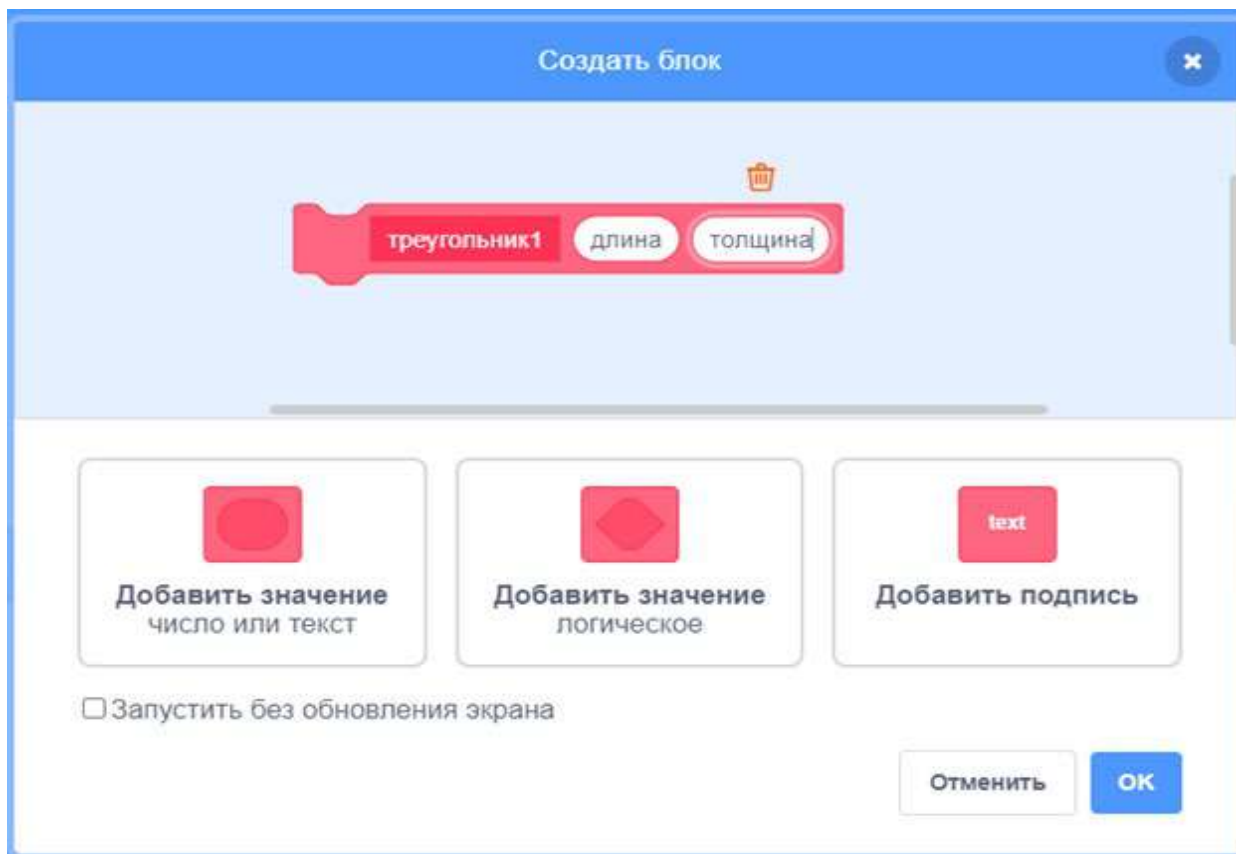 Создать блок
треугольник1 длина толщина
text
Добавить значение
число или текст
Добавить значение
логическое
Добавить подпись
Запустить без обновления экрана
Отменить
ОК